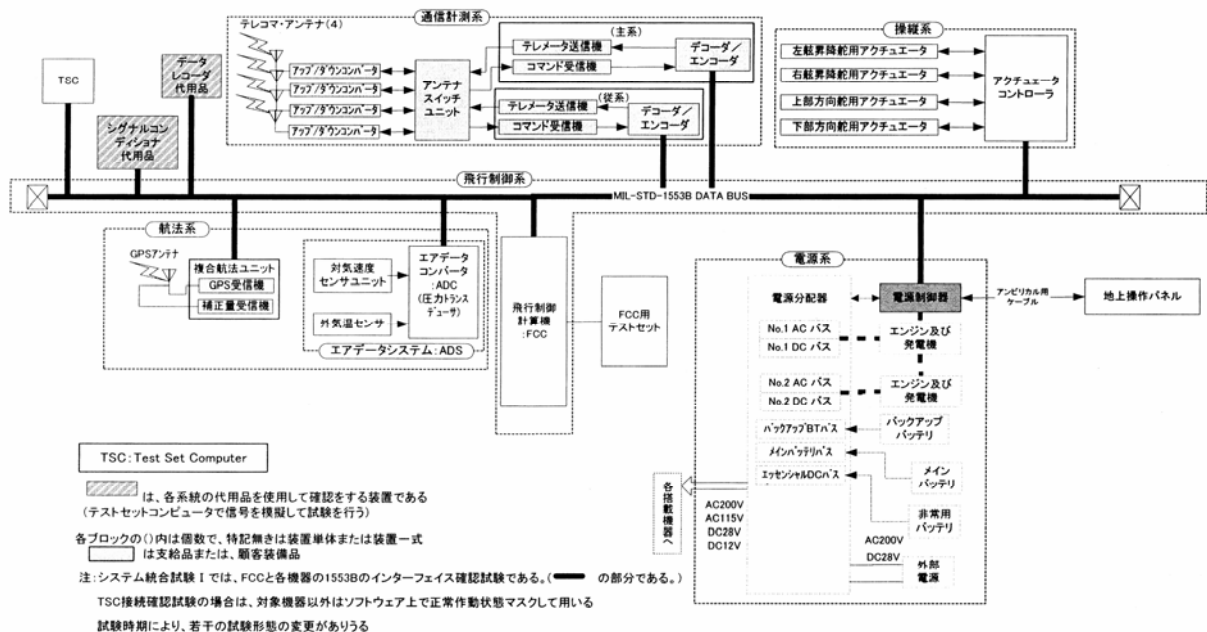 テレコマ・アンテナ(4)
通信計測系
(主系)
テレメータ送信機
コマンド受信機
デコーダ/
エンコーダ
アップ/ダウンコンバータ
アップ/ダウンコンバータ
アップ/ダウンコンバータ
アップ/ダウンコンバータ
アンテナ
スイッチ
ユニット
(従系)
テレメータ送信機
コマンド受信機
デコーダ/
エンコーダ
操縦系
左舷昇降舵用アクチュエータ
右舷昇降舵用アクチュエータ
上部方向舵用アクチュエータ
下部方向舵用アクチュエータ
アクチュエータ
コントローラ
TSC
データ
レコーダ
代用品
シグナルコン
ディショナ
代用品
飛行制御系
MIL-STD-1553B DATA BUS
航法系
GPSアンテナ
複合航法ユニット
GPS受信機
補正量受信機
対気速度
センサユニット
外気温センサ
エアデータ
コンバータ
:ADC
(圧力トランス
デューサ)
エアデータシステム:ADS
飛行制御
計算機
:FCC
FCC用
テストセット
電源系
電源分配器
電源制御器
アンビリカル用
ケーブル
地上操作パネル
No.1 AC バス
No.1 DC バス
エンジン及び
発電機
No.2 AC バス
No.2 DC バス
エンジン及び
発電機
バックアップBTバス
バックアップ
バッテリ
メインバッテリバス
メイン
バッテリ
エッセンシャルDCバス
非常用
バッテリ
各搭載機器へ
AC200V
AC115V
DC28V
DC12V
AC200V
DC28V
外部
電源
TSC:Test Set Computer
は、各系統の代用品を使用して確認をする装置である
(テストセットコンピュータで信号を模擬して試験を行う)
各ブロックの()内は個数で、特記無きは装置単体または装置一式
は支給品または、顧客装備品
注:システム統合試験Ⅰでは、FCCと各機器の1553Bのインターフェイス確認試験である。( の部分である。)
TSC接続確認試験の場合は、対象機器以外はソフトウェア上で正常作動状態マスクして用いる
試験時期により、若干の試験形態の変更がありうる